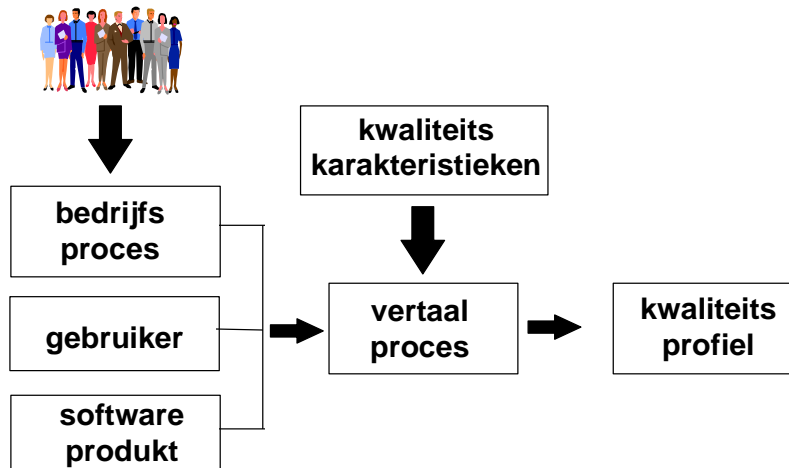 kwaliteits
karakteristieken
bedrijfs
proces
gebruiker
software
produkt
vertaal
proces
kwaliteits
profiel